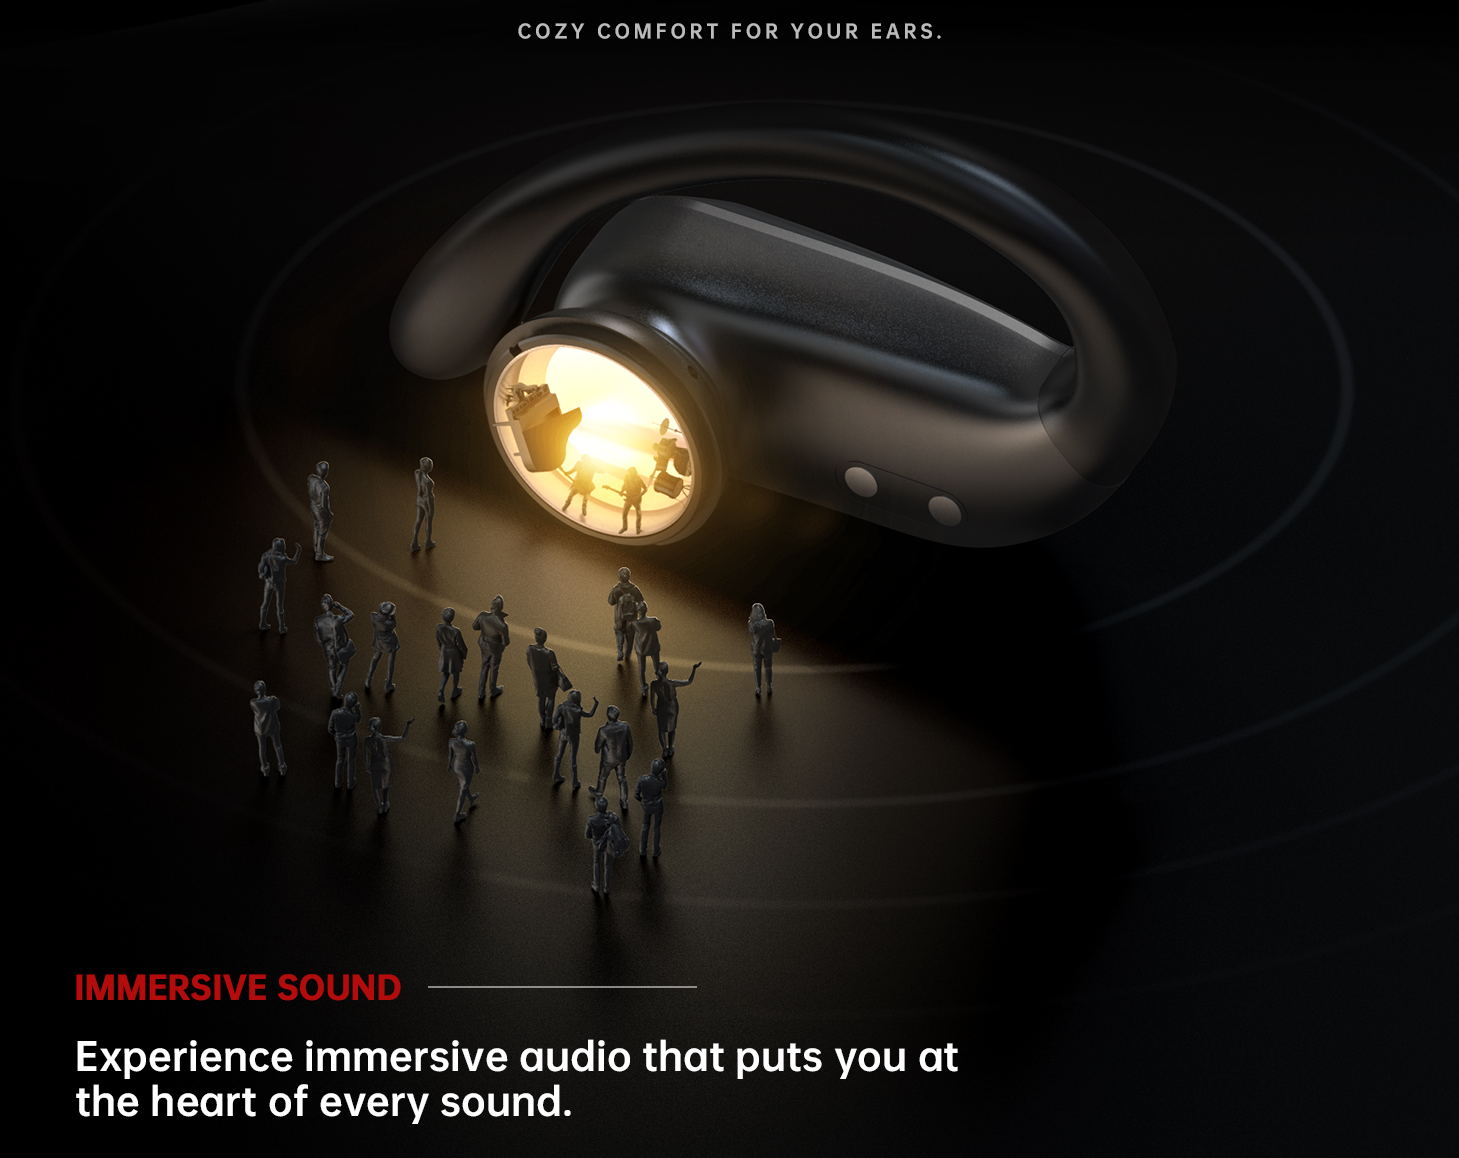 COZY COMFORT FOR YOUR EARS.
IMMERSIVE SOUND
Experience immersive audio that puts you at
the heart of every sound.